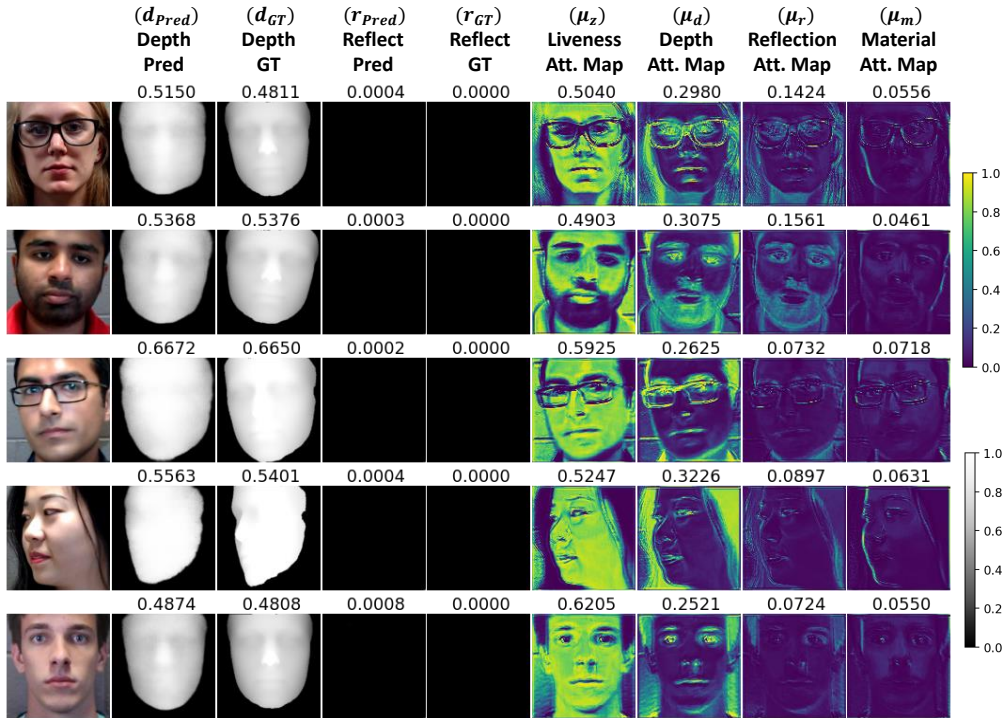 (d_Pred) (d_GT) (r_Pred) (r_GT) (μ_z) (μ_d) (μ_r) (μ_m)
Depth Depth Reflect Reflect Liveness Depth Reflection Material
Pred GT Pred GT Att. Map Att. Map Att. Map Att. Map
0.5150 0.4811 0.0004 0.0000 0.5040 0.2980 0.1424 0.0556
1.0
0.8
0.5368 0.5376 0.0003 0.0000 0.4903 0.3075 0.1561 0.0461
0.6
0.4
0.2
0.6672 0.6650 0.0002 0.0000 0.5925 0.2625 0.0732 0.0718
0.0
1.0
0.5563 0.5401 0.0004 0.0000 0.5247 0.3226 0.0897 0.0631
0.8
0.6
0.4
0.4874 0.4808 0.0008 0.0000 0.6205 0.2521 0.0724 0.0550
0.2
0.0